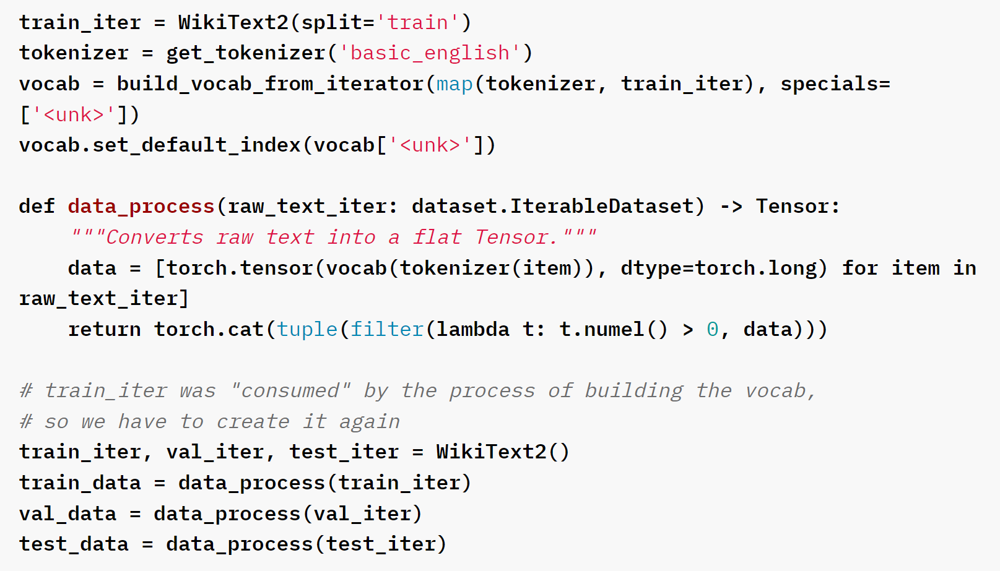 train_iter = WikiText2(split='train')
tokenizer = get_tokenizer('basic_english')
vocab = build_vocab_from_iterator(map(tokenizer, train_iter), specials=
['<unk>'])
vocab.set_default_index(vocab['<unk>'])

def data_process(raw_text_iter: dataset.IterableDataset) -> Tensor:
    """Converts raw text into a flat Tensor."""
    data = [torch.tensor(vocab(tokenizer(item)), dtype=torch.long) for item in
raw_text_iter]
    return torch.cat(tuple(filter(lambda t: t.numel() > 0, data)))

# train_iter was "consumed" by the process of building the vocab,
# so we have to create it again
train_iter, val_iter, test_iter = WikiText2()
train_data = data_process(train_iter)
val_data = data_process(val_iter)
test_data = data_process(test_iter)